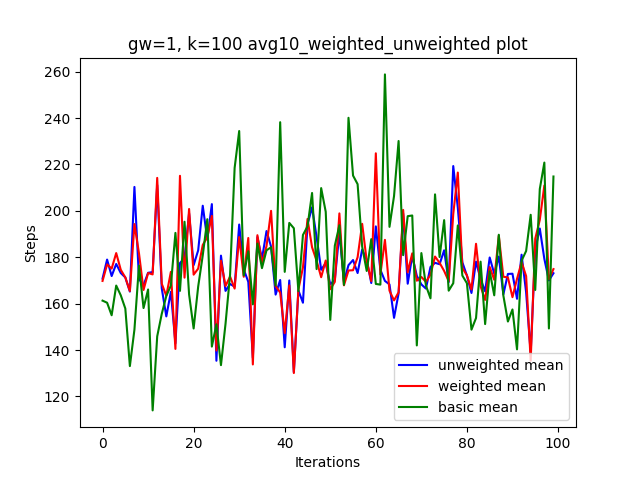 gw=1, k=100 avg10_weighted_unweighted plot
260
240
220
200
180
160
140
120
Steps
0
20
40
60
80
100
Iterations
unweighted mean
weighted mean
basic mean